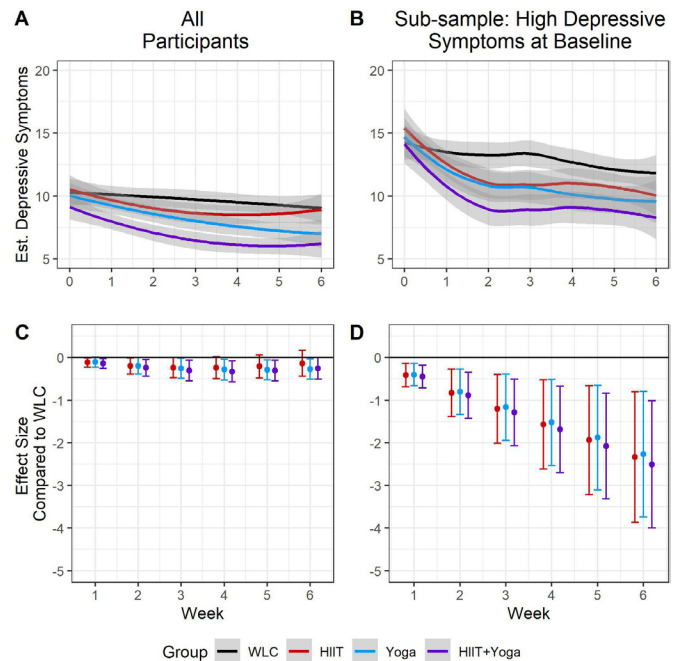 A
All
Participants
B
Sub-sample: High Depressive
Symptoms at Baseline
Est. Depressive Symptoms
20
15
10
5
0 1 2 3 4 5 6
20
15
10
5
0 1 2 3 4 5 6
C
Effect Size
Compared to WLC
0
-1
-2
-3
-4
-5
1 2 3 4 5 6
Week
D
0
-1
-2
-3
-4
-5
1 2 3 4 5 6
Week
Group WLC HIIT Yoga HIIT+Yoga